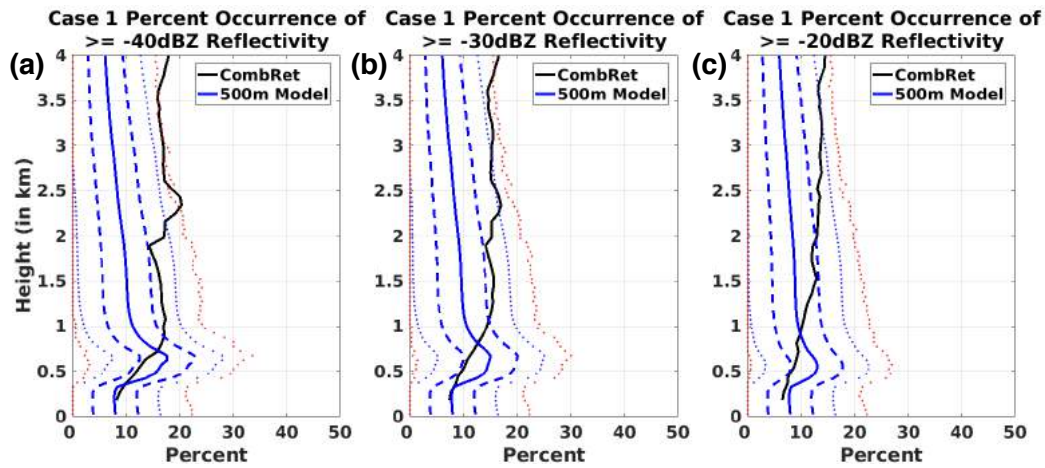 Case 1 Percent Occurrence of
>= -40dBZ Reflectivity
(a)
CombRet
500m Model
Height (in km)
4
3.5
3
2.5
2
1.5
1
0.5
0
0 10 20 30 40 50
Percent
Case 1 Percent Occurrence of
>= -30dBZ Reflectivity
(b)
CombRet
500m Model
4
3.5
3
2.5
2
1.5
1
0.5
0
0 10 20 30 40 50
Percent
Case 1 Percent Occurrence of
>= -20dBZ Reflectivity
(c)
CombRet
500m Model
4
3.5
3
2.5
2
1.5
1
0.5
0
0 10 20 30 40 50
Percent